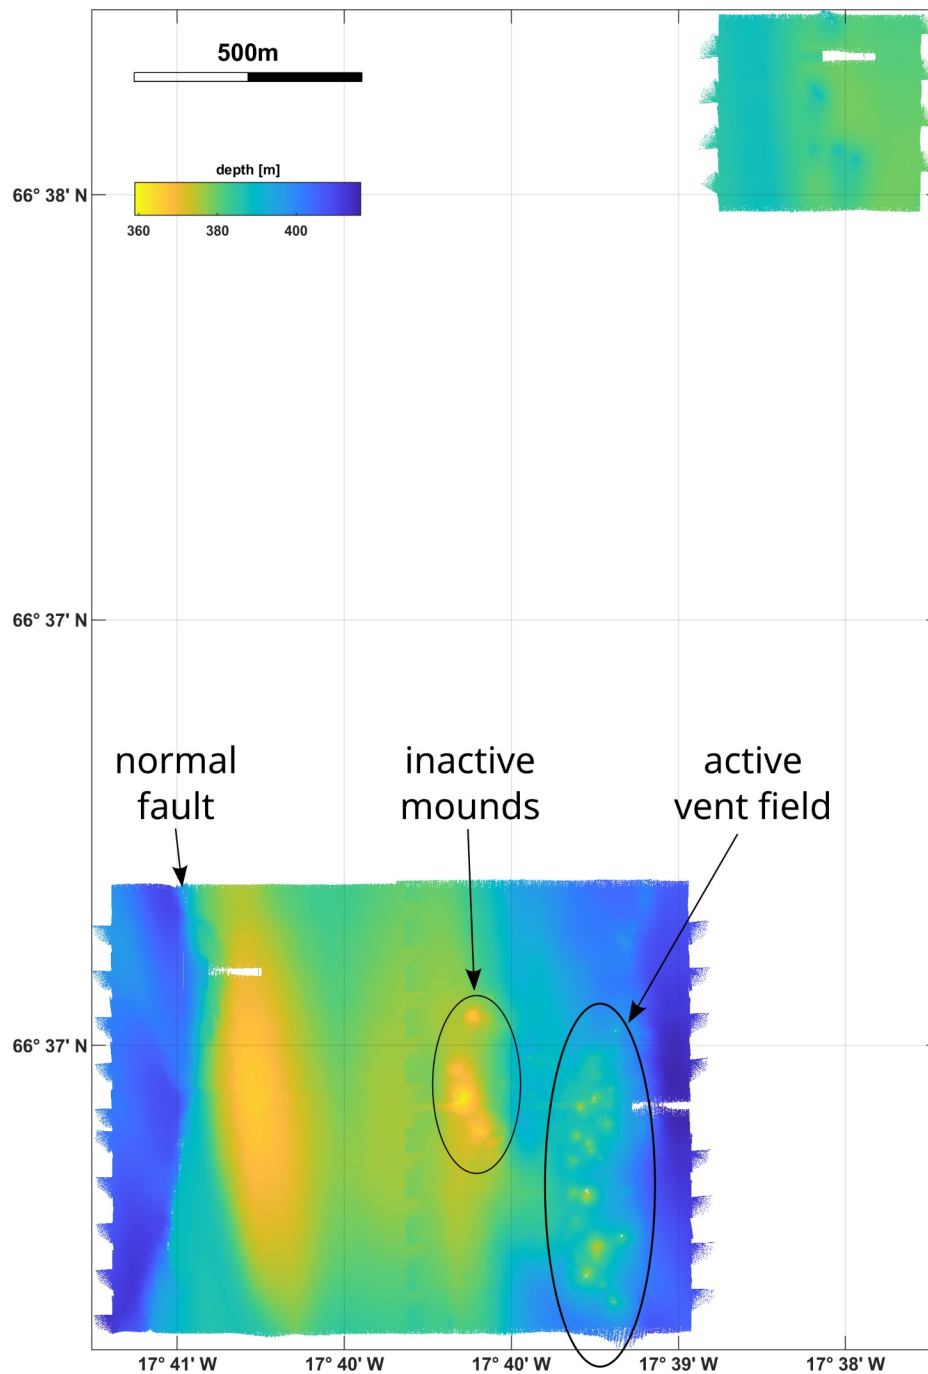 500m
depth [m]
360 380 400
66° 38' N
66° 37' N
normal
fault
inactive
mounds
active
vent field
66° 37' N
17° 41' W 17° 40' W 17° 40' W 17° 39' W 17° 38' W